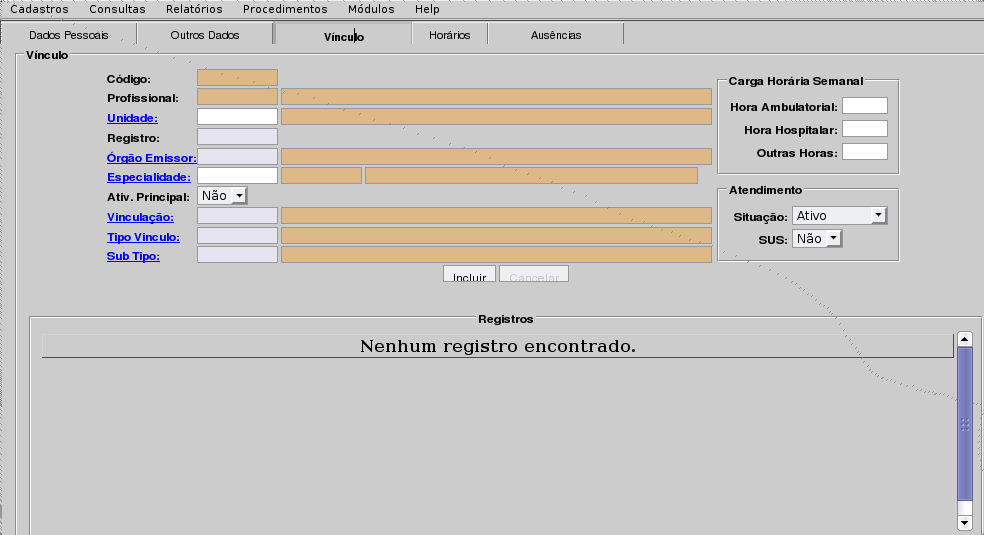 Cadastros Consultas Relatórios Procedimentos Módulos Help
Dados Pessoais Outros Dados Vínculo Horários Ausências
Vínculo
Código:
Profissional:
Unidade:
Registro:
Órgão Emissor:
Especialidade:
Ativ. Principal: Não
Vinculação:
Tipo Vinculo:
Sub Tipo:
Carga Horária Semanal
Hora Ambulatorial:
Hora Hospitalar:
Outras Horas:
Atendimento
Situação: Ativo
SUS: Não
Incluir Cancelar
Registros
Nenhum registro encontrado.